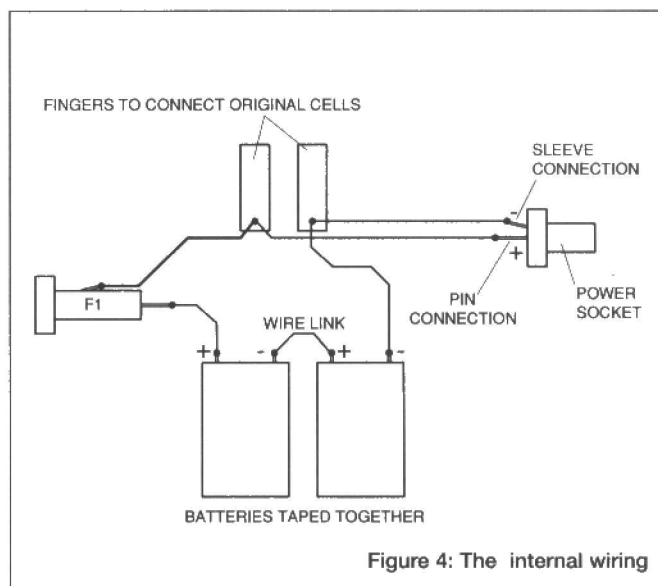 FINGERS TO CONNECT ORIGINAL CELLS
SLEEVE
CONNECTION
-
+
F1
PIN
CONNECTION
POWER
SOCKET
WIRE LINK
+ - + -
BATTERIES TAPED TOGETHER
Figure 4: The internal wiring